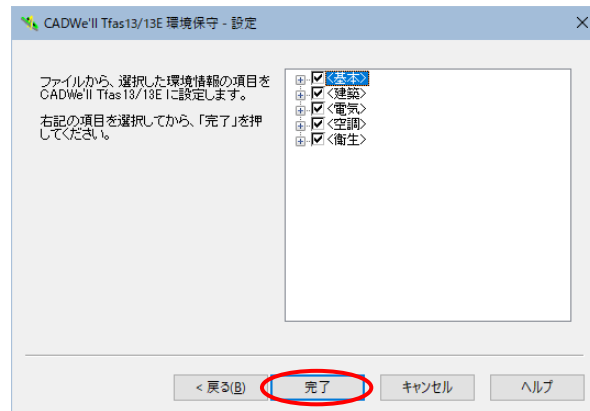 CADWe'll Tfas13/13E 環境保守 - 設定
ファイルから、選択した環境情報の項目を
CADWe'll Tfas13/13E に設定します。
右記の項目を選択してから、「完了」を押
してください。
<基本>
<建築>
<電気>
<空調>
<衛生>
< 戻る(B)
完了
キャンセル
ヘルプ